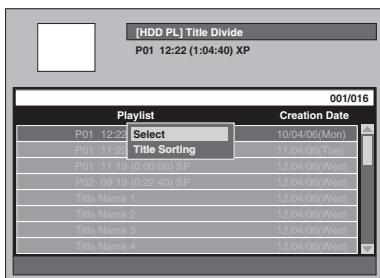 [HDD PL] Title Divide
P01 12:22 (1:04:40) XP
001/016
Playlist Creation Date
P01 12:22 Select 10/04/06(Mon)
P01 11:22 Title Sorting 11/04/06(Tue)
P01 11:19 (0:00:06) SP 12/04/06(Wed)
P02 09:19 (0:22:40) SP 12/04/06(Wed)
Title Name 1 12/04/06(Wed)
Title Name 2 12/04/06(Wed)
Title Name 3 12/04/06(Wed)
Title Name 4 12/04/06(Wed)